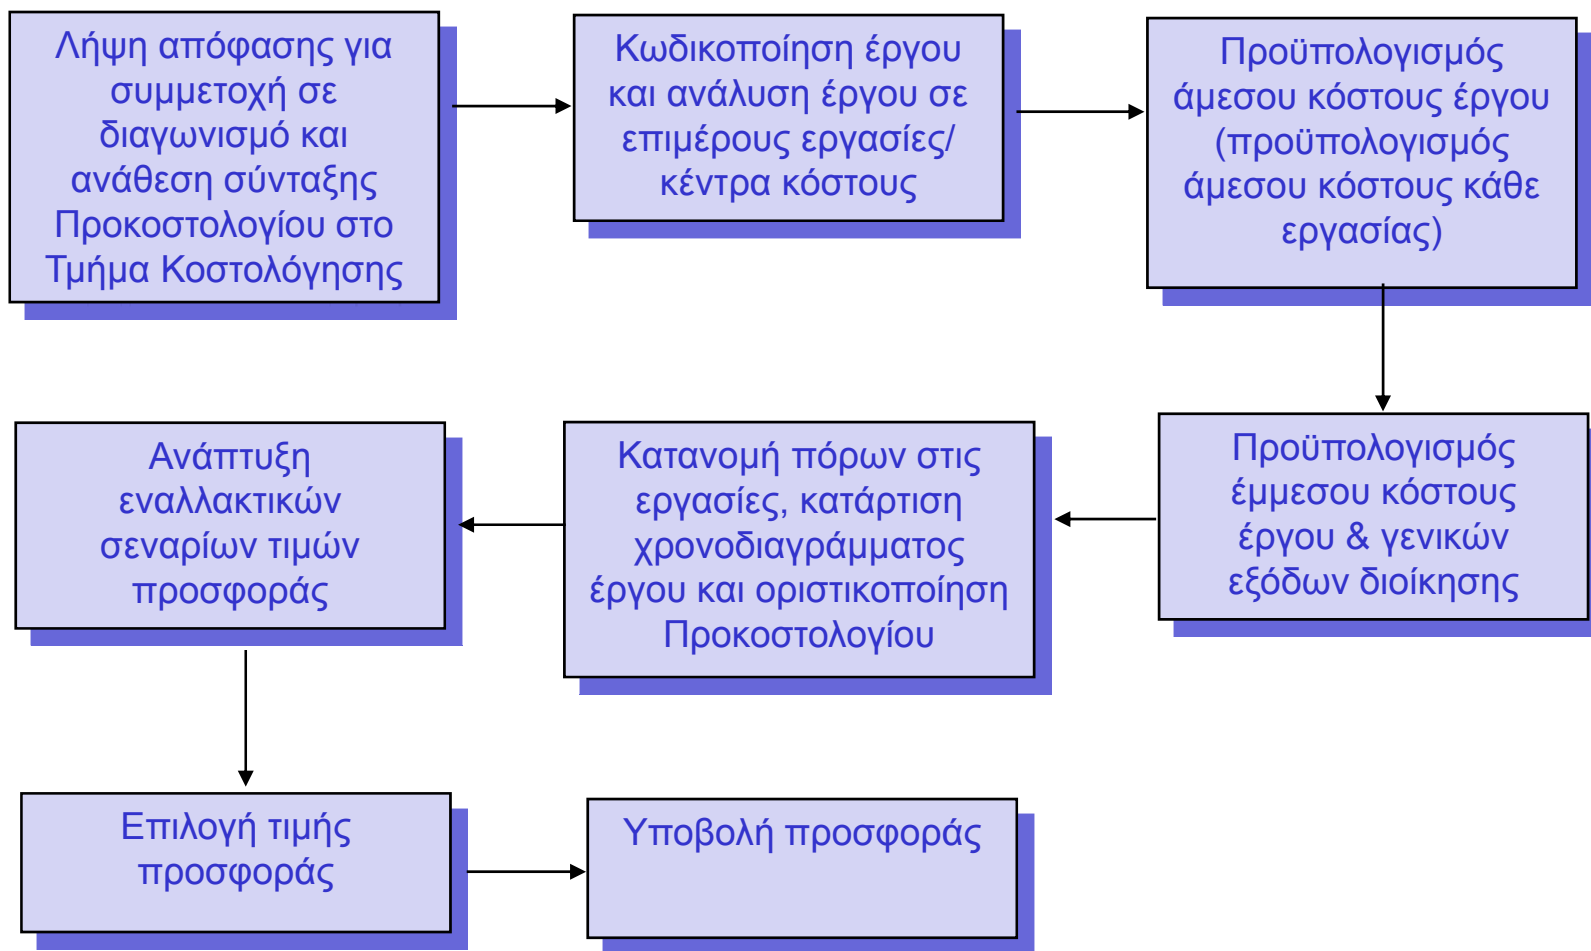 Λήψη απόφασης για
συμμετοχή σε
διαγωνισμό και
ανάθεση σύνταξης
Προκοστολογίου στο
Τμήμα Κοστολόγησης
Κωδικοποίηση έργου
και ανάλυση έργου σε
επιμέρους εργασίες/
κέντρα κόστους
Προϋπολογισμός
άμεσου κόστους έργου
(προϋπολογισμός
άμεσου κόστους κάθε
εργασίας)
Προϋπολογισμός
έμμεσου κόστους
έργου & γενικών
εξόδων διοίκησης
Κατανομή πόρων στις
εργασίες, κατάρτιση
χρονοδιαγράμματος
έργου και οριστικοποίηση
Προκοστολογίου
Ανάπτυξη
εναλλακτικών
σεναρίων τιμών
προσφοράς
Επιλογή τιμής
προσφοράς
Υποβολή προσφοράς